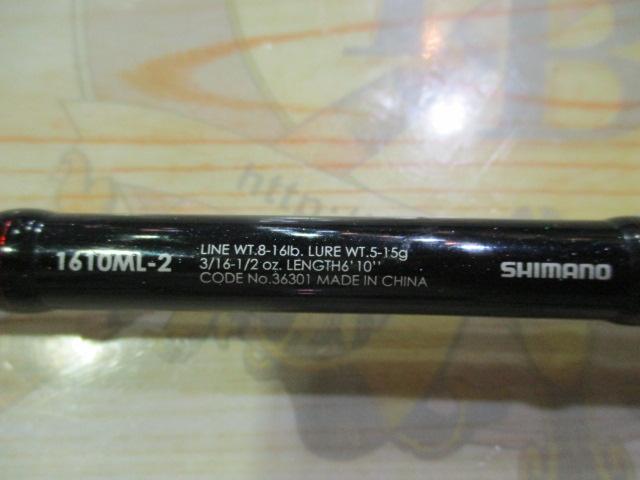 1610ML-2
LINE WT.8-16lb. LURE WT.5-15g
3/16-1/2 oz. LENGTH6'10''
CODE No.36301 MADE IN CHINA
SHIMANO
http
B